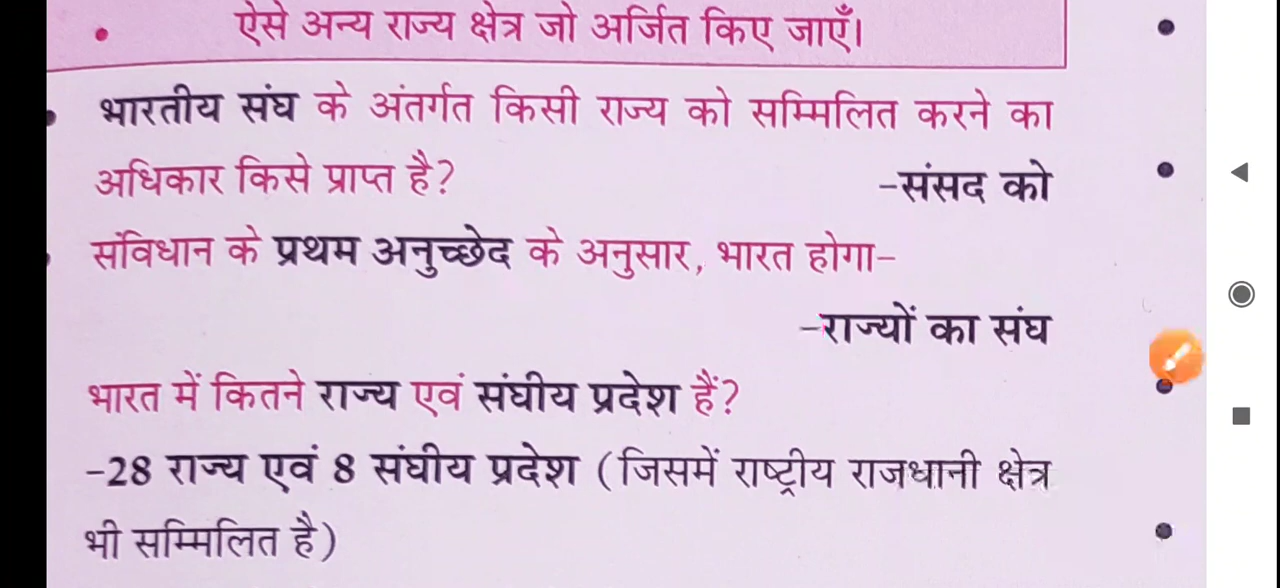 ऐसे अन्य राज्य क्षेत्र जो अर्जित किए जाएँ।
भारतीय संघ के अंतर्गत किसी राज्य को सम्मिलित करने का
अधिकार किसे प्राप्त है? -संसद को
संविधान के प्रथम अनुच्छेद के अनुसार, भारत होगा-
-राज्यों का संघ
भारत में कितने राज्य एवं संघीय प्रदेश हैं?
-28 राज्य एवं 8 संघीय प्रदेश (जिसमें राष्ट्रीय राजधानी क्षेत्र
भी सम्मिलित है)